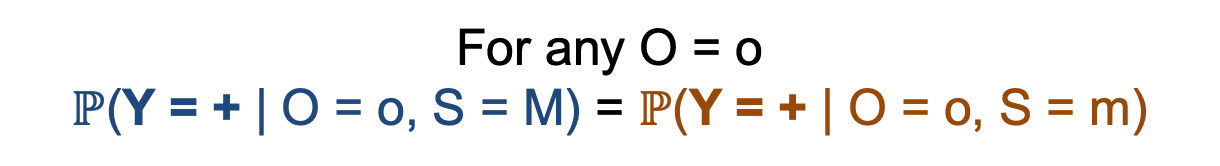 For any O = o
ℙ(Y = + | O = o, S = M) = ℙ(Y = + | O = o, S = m)